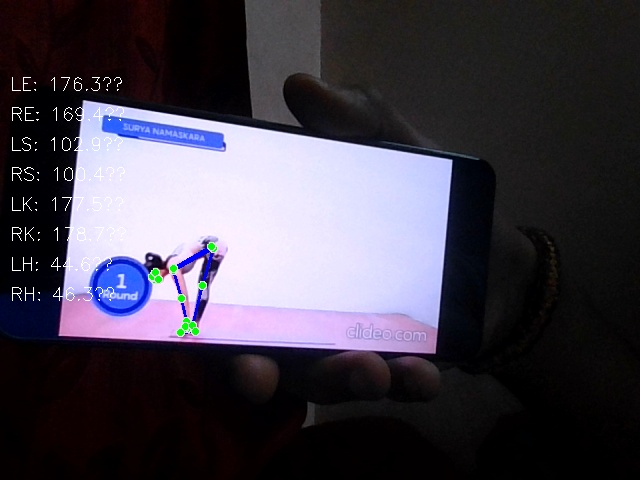 LE: 176.3??
RE: 169.4??
SURYA NAMASKARA
LS: 102.9??
RS: 100.4??
LK: 177.5??
RK: 178.7??
LH: 44.6??
1
Round
RH: 46.3??
clideo.com